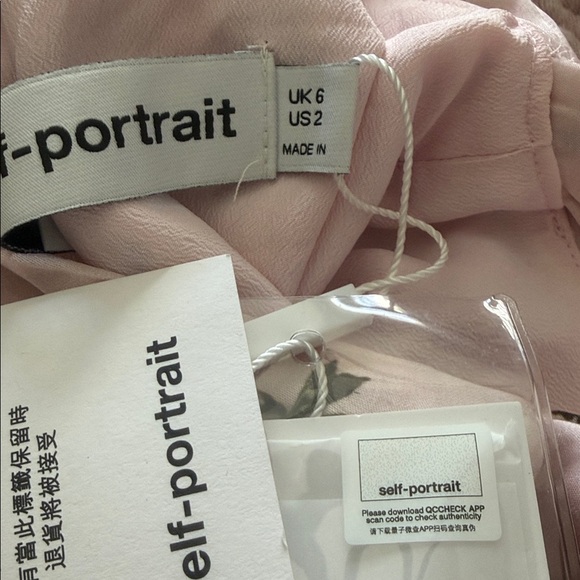 f-portrait
UK 6
US 2
MADE IN
有當此標籤保留時
退貨將被接受
elf-portrait
self-portrait
Please download QCCHECK APP
scan code to check authenticity
请下载量子微查APP扫码查询真伪